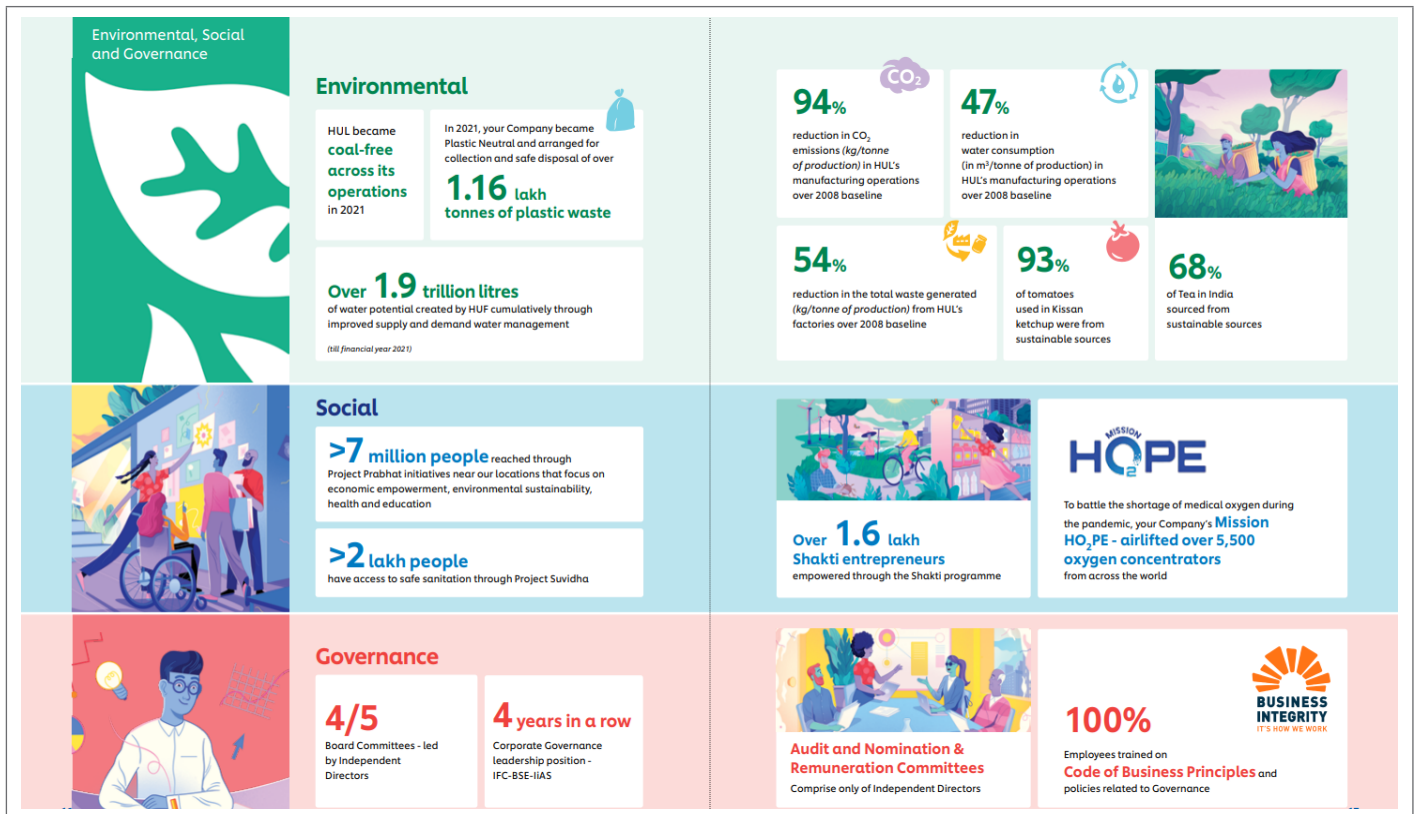 Environmental, Social
and Governance
Environmental
HUL became
coal-free
across its
operations
in 2021
In 2021, your Company became
Plastic Neutral and arranged for
collection and safe disposal of over
1.16 lakh
tonnes of plastic waste
Over 1.9 trillion litres
of water potential created by HUF cumulatively through
improved supply and demand water management
(till financial year 2021)
CO2
94%
reduction in CO2
emissions (kg/tonne
of production) in HUL's
manufacturing operations
over 2008 baseline
47%
reduction in
water consumption
(in m³/tonne of production) in
HUL's manufacturing operations
over 2008 baseline
54%
reduction in the total waste generated
(kg/tonne of production) from HUL's
factories over 2008 baseline
93%
of tomatoes
used in Kissan
ketchup were from
sustainable sources
68%
of Tea in India
sourced from
sustainable sources
Social
>7 million people reached through
Project Prabhat initiatives near our locations that focus on
economic empowerment, environmental sustainability,
health and education
>2 lakh people
have access to safe sanitation through Project Suvidha
Over 1.6 lakh
Shakti entrepreneurs
empowered through the Shakti programme
MISSION
HO2PE
To battle the shortage of medical oxygen during
the pandemic, your Company's Mission
HO2PE - airlifted over 5,500
oxygen concentrators
from across the world
Governance
4/5
Board Committees - led
by Independent
Directors
4 years in a row
Corporate Governance
leadership position -
IFC-BSE-IiAS
Audit and Nomination &
Remuneration Committees
Comprise only of Independent Directors
BUSINESS
INTEGRITY
IT'S HOW WE WORK
100%
Employees trained on
Code of Business Principles and
policies related to Governance